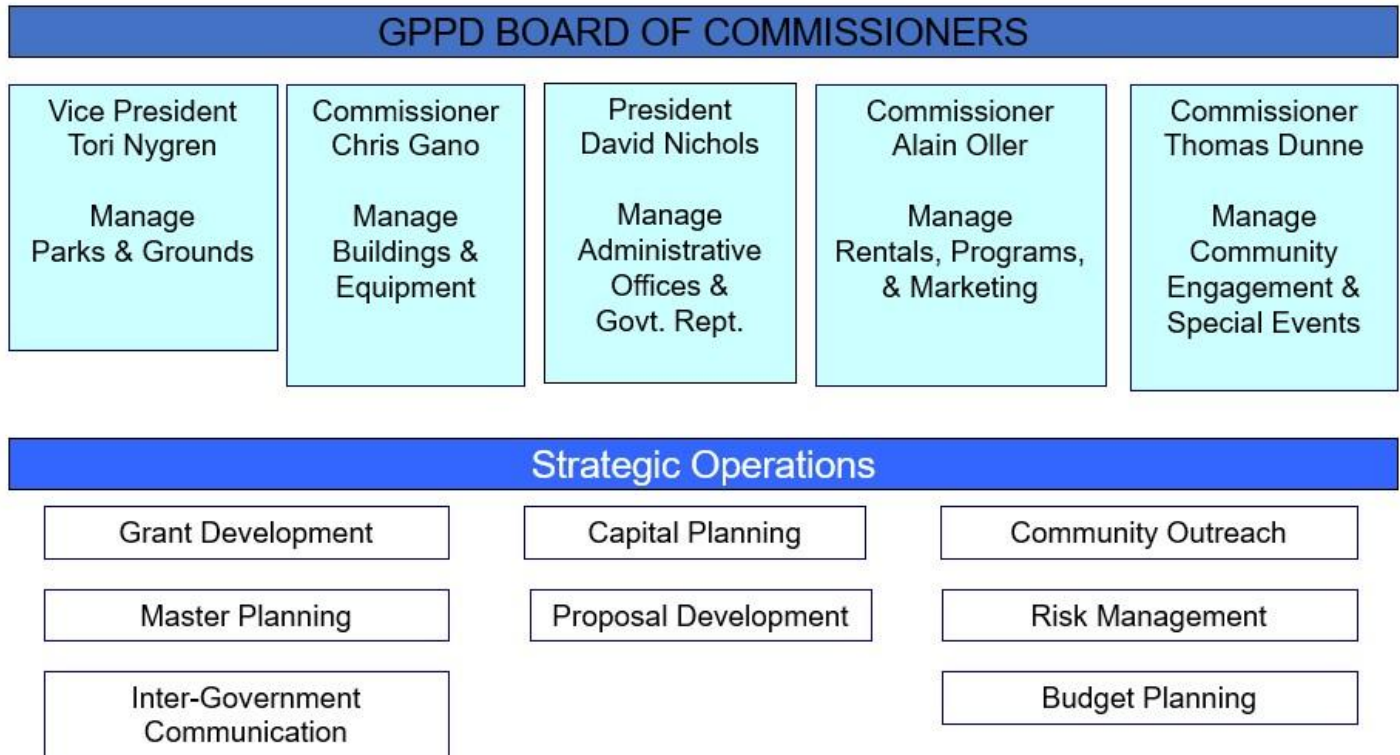 GPPD BOARD OF COMMISSIONERS
Vice President
Tori Nygren
Manage
Parks & Grounds
Commissioner
Chris Gano
Manage
Buildings &
Equipment
President
David Nichols
Manage
Administrative
Offices &
Govt. Rept.
Commissioner
Alain Oller
Manage
Rentals, Programs,
& Marketing
Commissioner
Thomas Dunne
Manage
Community
Engagement &
Special Events
Strategic Operations
Grant Development
Capital Planning
Community Outreach
Master Planning
Proposal Development
Risk Management
Inter-Government
Communication
Budget Planning